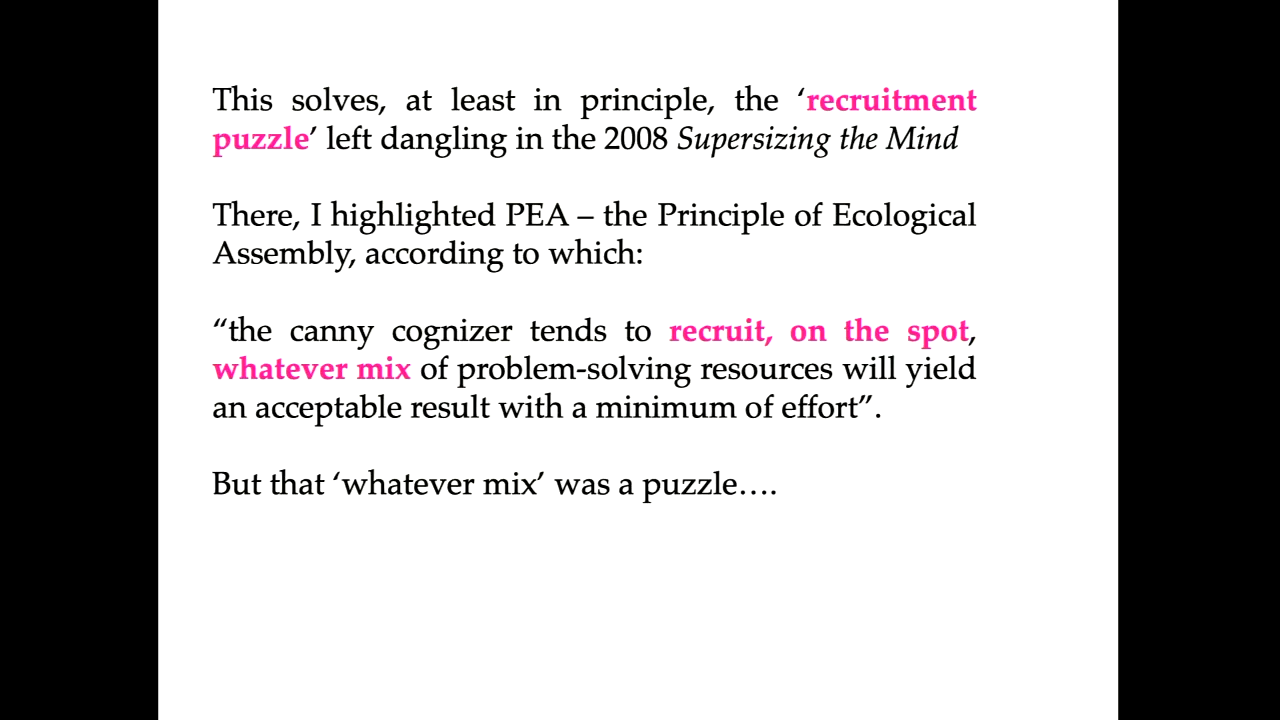 This solves, at least in principle, the ‘recruitment
puzzle’ left dangling in the 2008 Supersizing the Mind
There, I highlighted PEA – the Principle of Ecological
Assembly, according to which:
“the canny cognizer tends to recruit, on the spot,
whatever mix of problem-solving resources will yield
an acceptable result with a minimum of effort”.
But that ‘whatever mix’ was a puzzle….